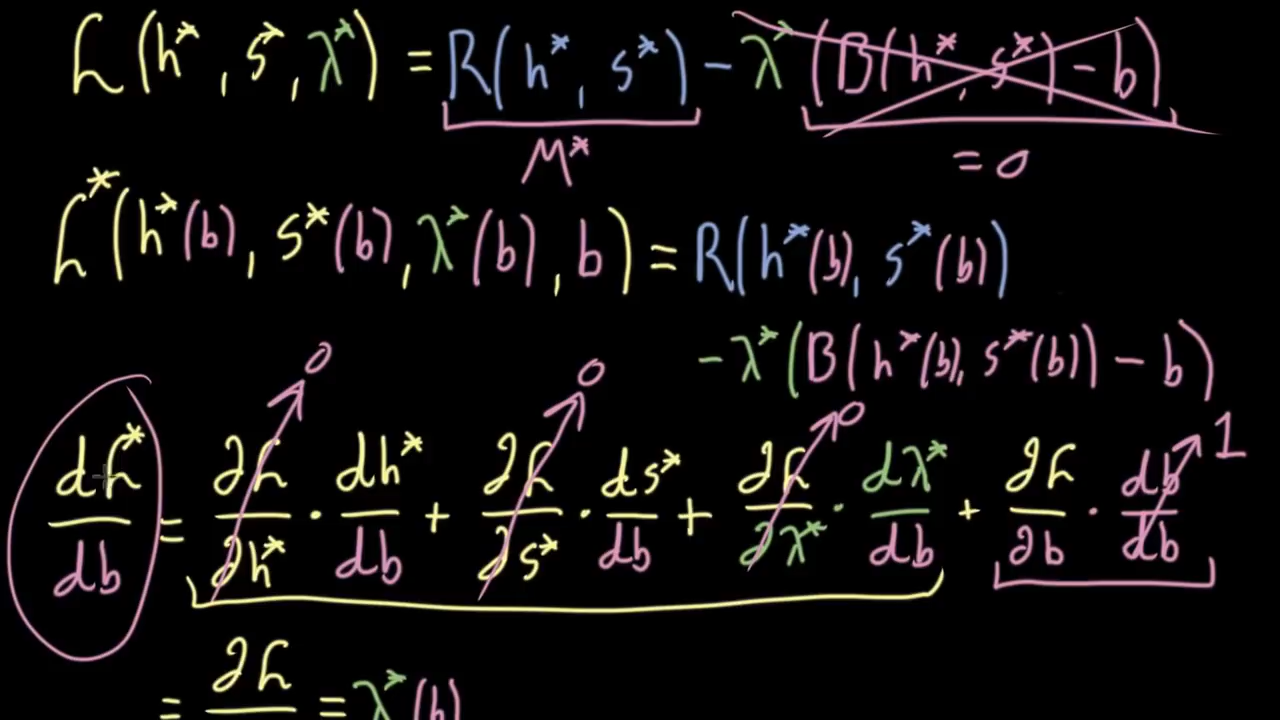 ℒ(h*, s*, λ*) = R(h*, s*) − λ*(B(h*, s*) − b)
M* = 0
ℒ*(h*(b), s*(b), λ*(b), b) = R(h*(b), s*(b))
− λ*(B(h*(b), s*(b)) − b)
0 0 0 1
dℒ*/db = ∂ℒ/∂h* · dh*/db + ∂ℒ/∂s* · ds*/db + ∂ℒ/∂λ* · dλ*/db + ∂ℒ/∂b · db/db
= ∂ℒ = λ*(b)